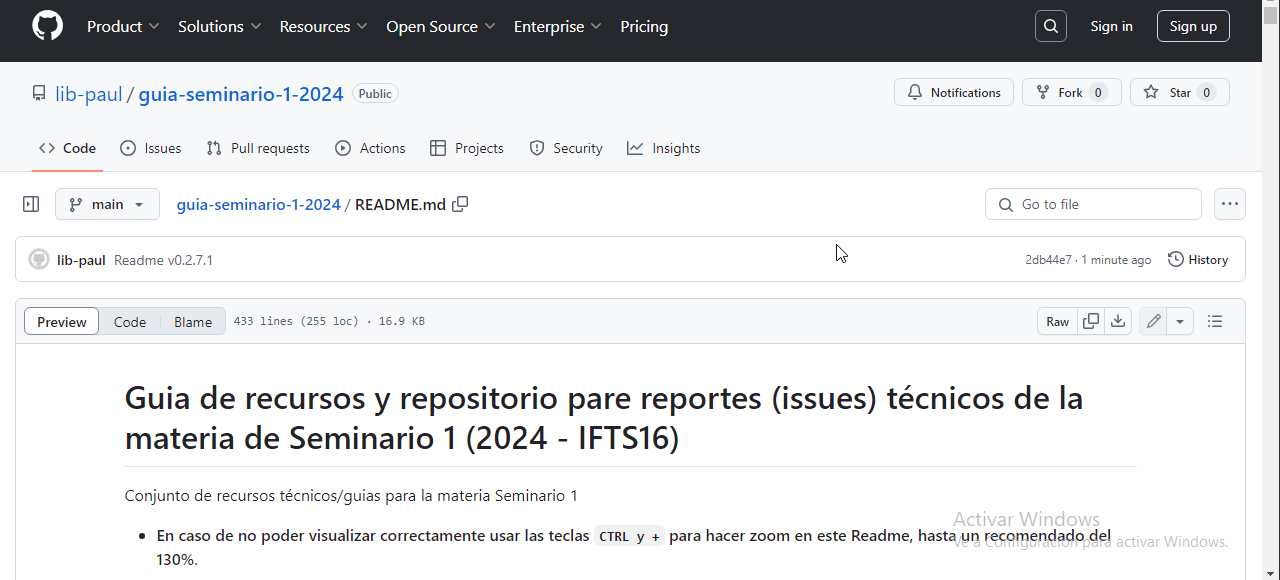 Product Solutions Resources Open Source Enterprise Pricing Sign in Sign up
lib-paul / guia-seminario-1-2024 Public Notifications Fork 0 Star 0
Code Issues Pull requests Actions Projects Security Insights
main guia-seminario-1-2024 / README.md Go to file
lib-paul Readme v0.2.7.1 2db44e7 · 1 minute ago History
Preview Code Blame 433 lines (255 loc) · 16.9 KB Raw
Guia de recursos y repositorio pare reportes (issues) técnicos de la
materia de Seminario 1 (2024 - IFTS16)
Conjunto de recursos técnicos/guias para la materia Seminario 1
Activar Windows
En caso de no poder visualizar correctamente usar las teclas CTRL y + para hacer zoom en este Readme, hasta un recomendado del
Ve a Configuración para activar Windows.
130%.